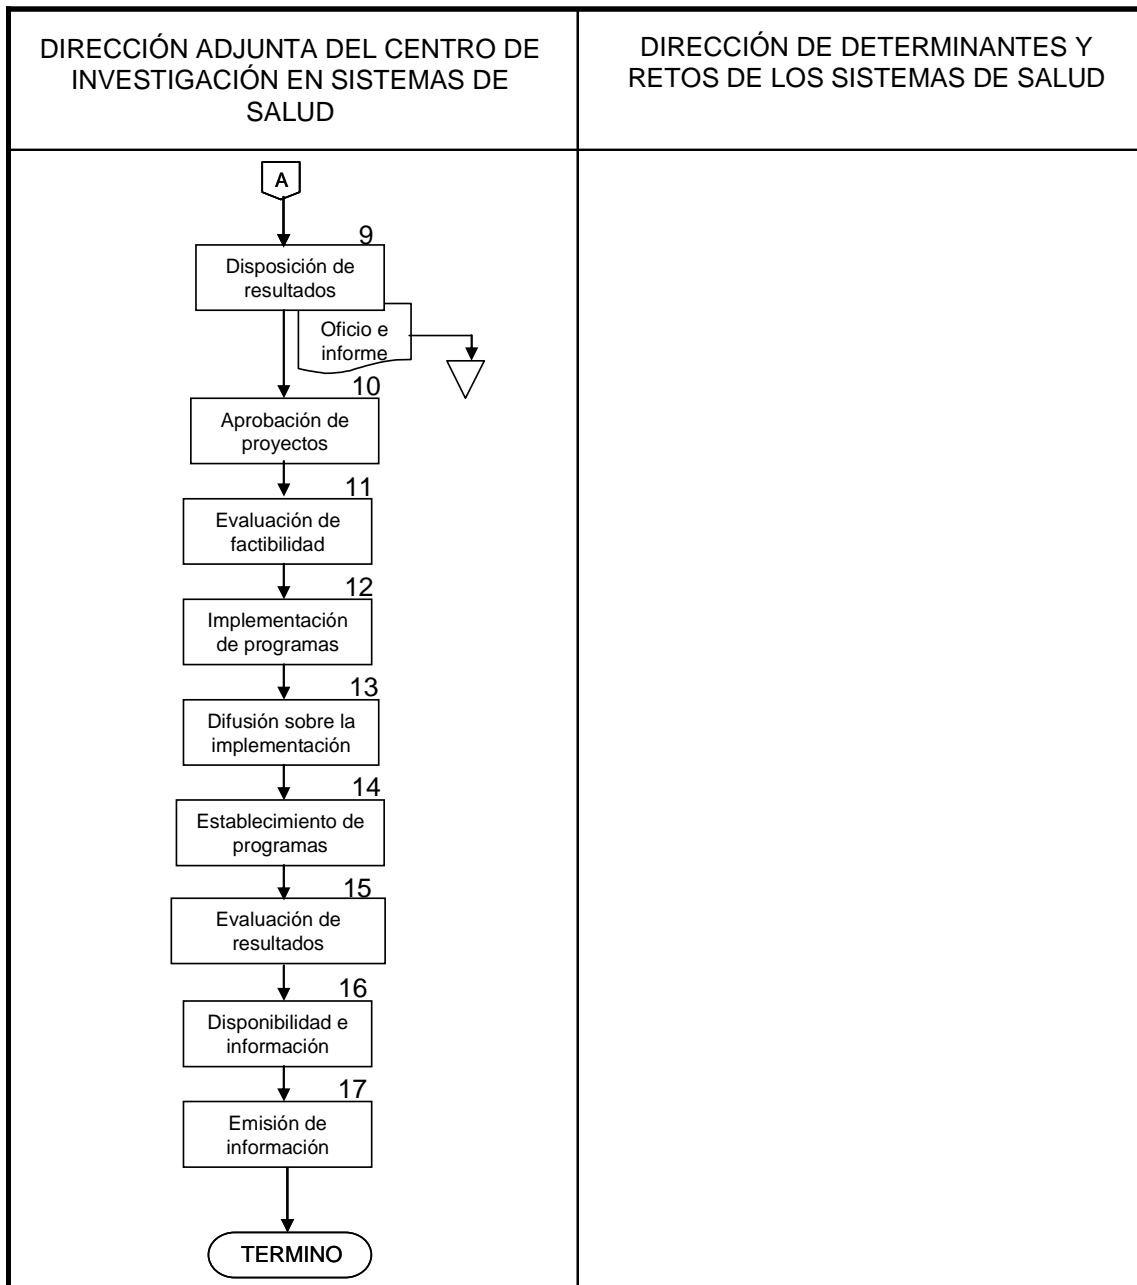 DIRECCIÓN ADJUNTA DEL CENTRO DE
INVESTIGACIÓN EN SISTEMAS DE
SALUD
DIRECCIÓN DE DETERMINANTES Y
RETOS DE LOS SISTEMAS DE SALUD
A
9
Disposición de
resultados
Oficio e
informe
10
Aprobación de
proyectos
11
Evaluación de
factibilidad
12
Implementación
de programas
13
Difusión sobre la
implementación
14
Establecimiento de
programas
15
Evaluación de
resultados
16
Disponibilidad e
información
17
Emisión de
información
TERMINO